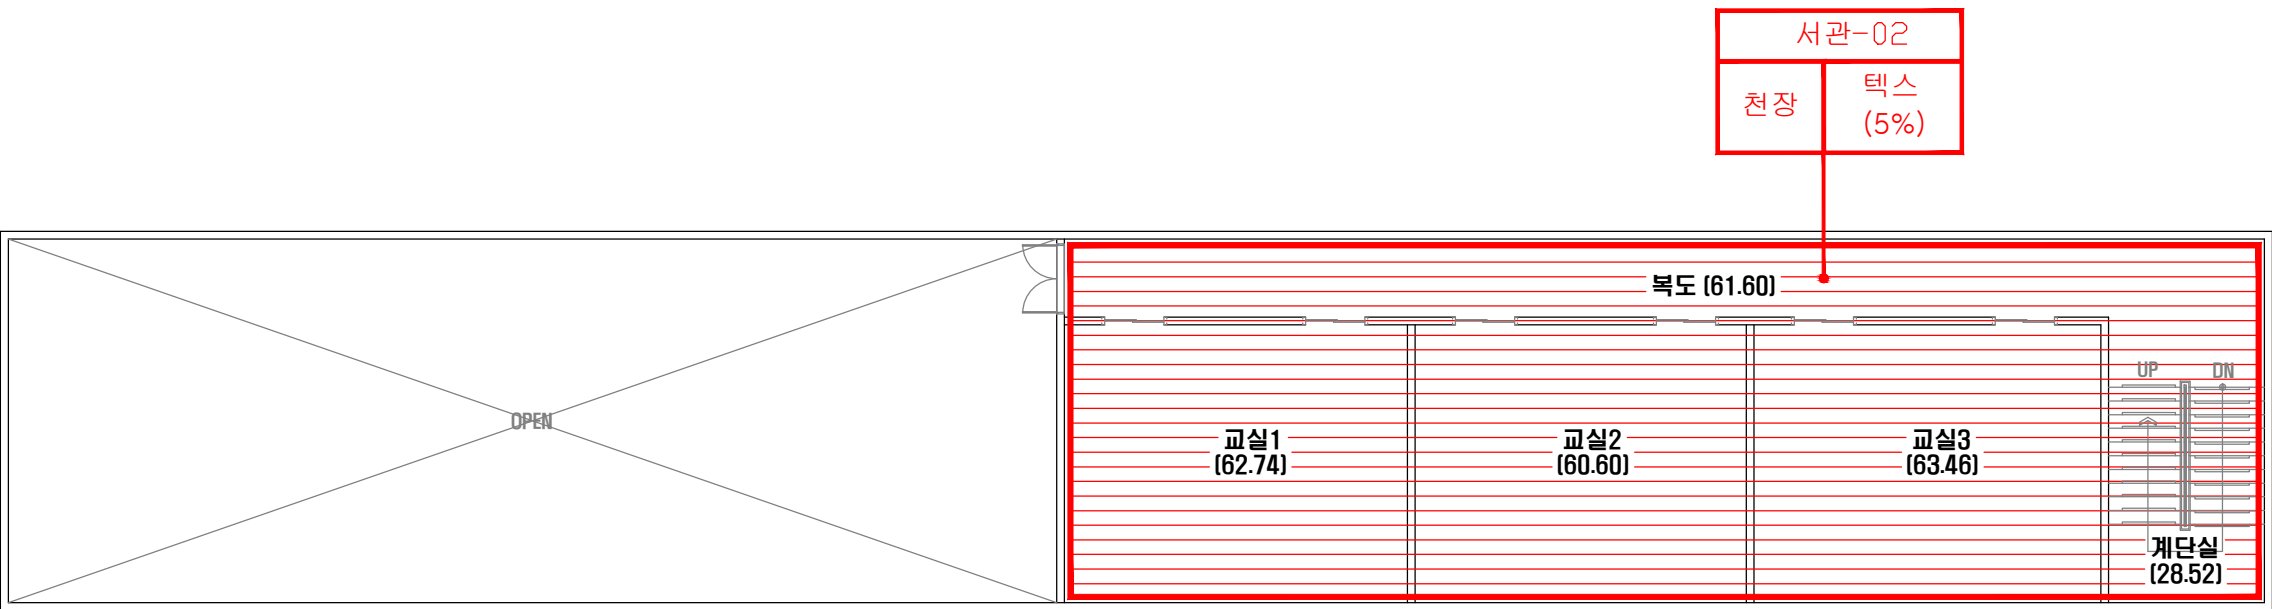 서관-02
천장
텍스
(5%)
복도 (61.60)
UP
DN
OPEN
교실1
(62.74)
교실2
(60.60)
교실3
(63.46)
계단실
(28.52)